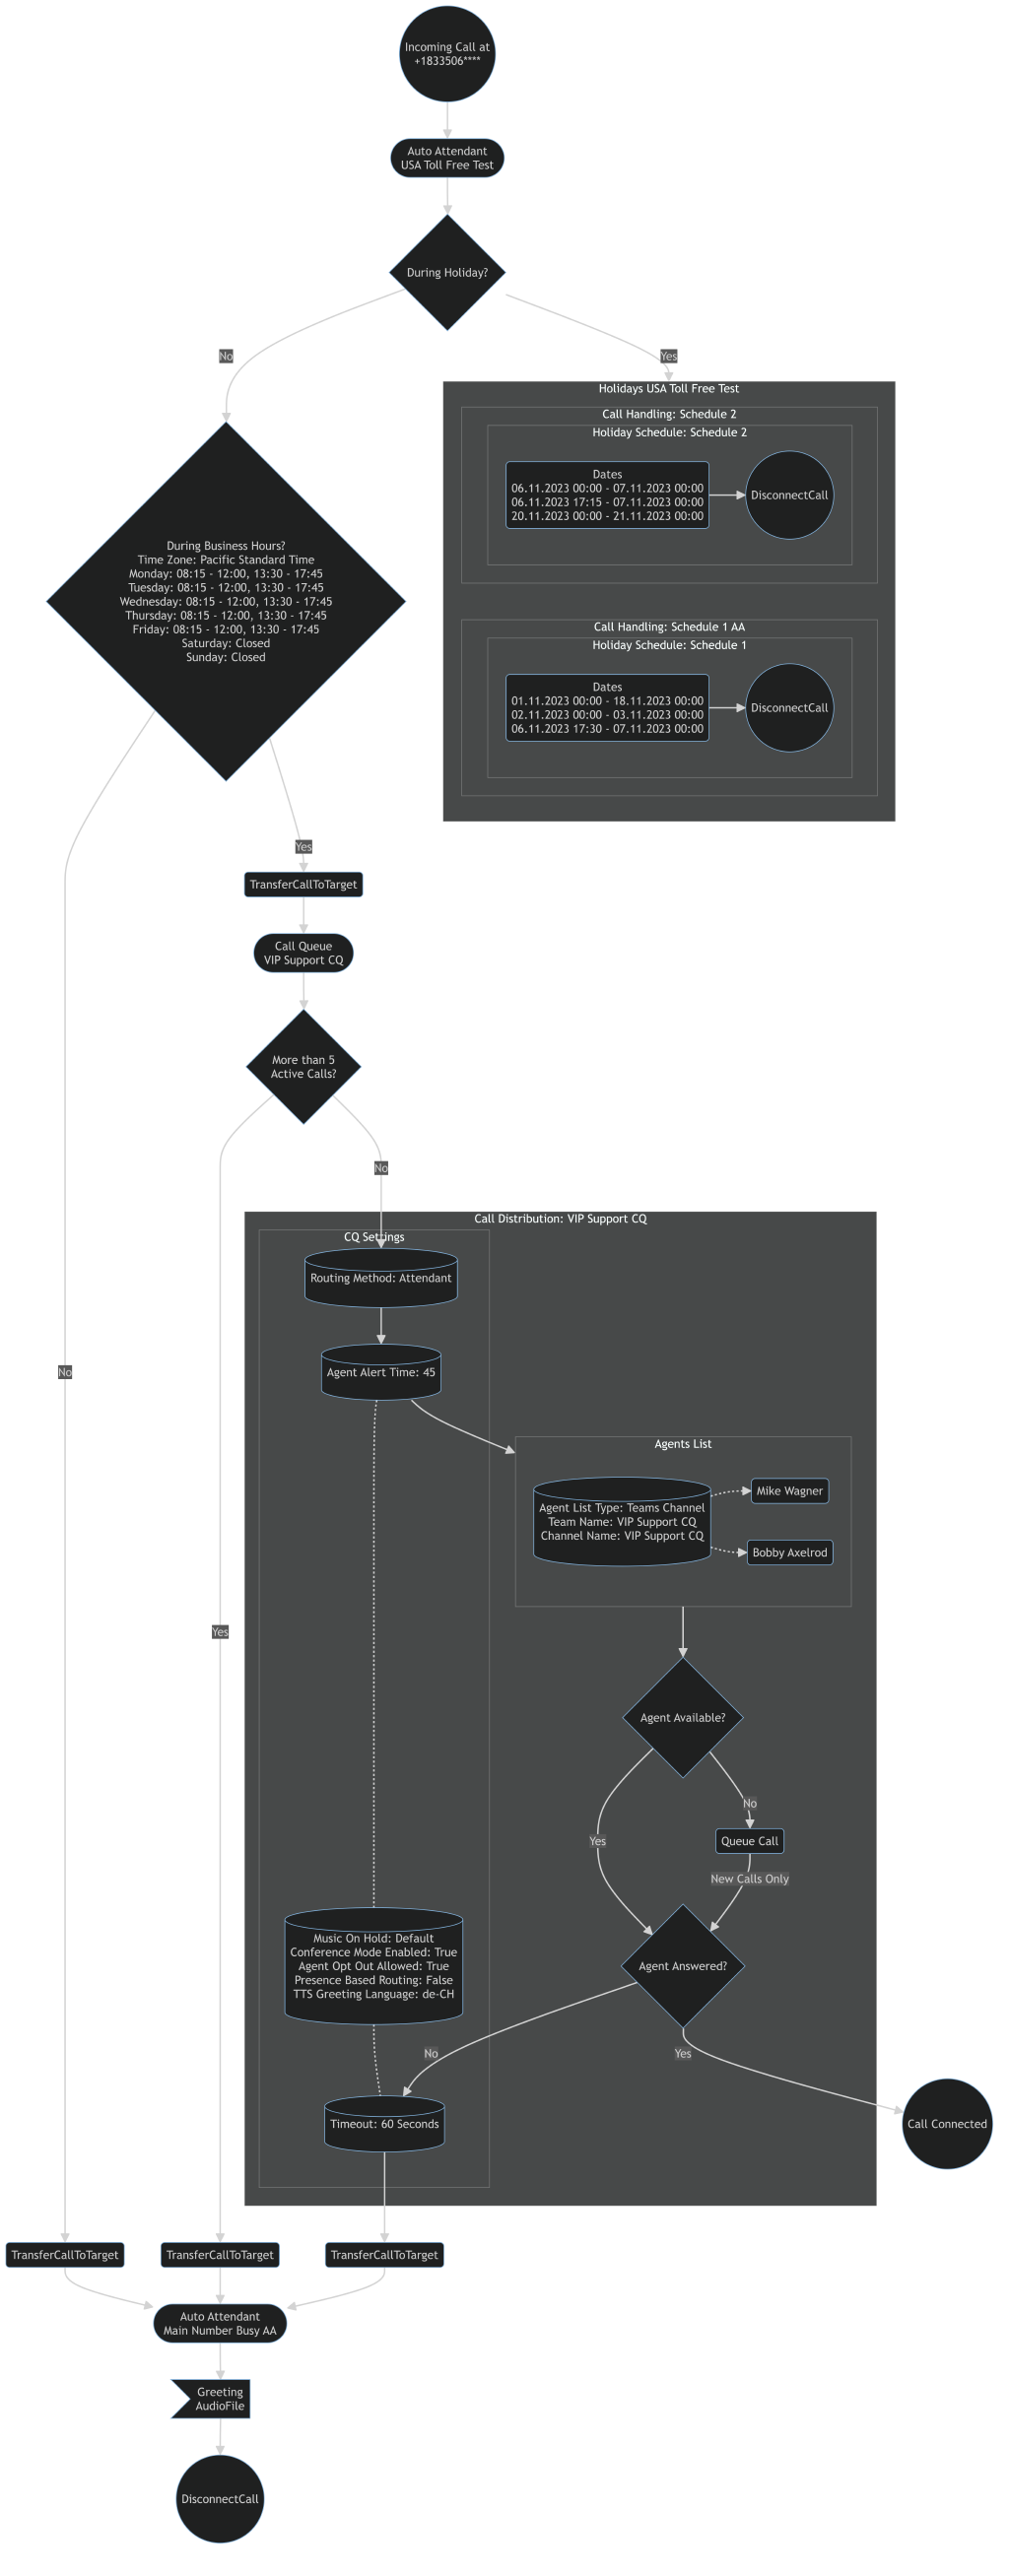 Incoming Call at
+1833506****
Auto Attendant
USA Toll Free Test
During Holiday?
No
Yes
Holidays USA Toll Free Test
Call Handling: Schedule 2
Holiday Schedule: Schedule 2
Dates
06.11.2023 00:00 - 07.11.2023 00:00
06.11.2023 17:15 - 07.11.2023 00:00
20.11.2023 00:00 - 21.11.2023 00:00
DisconnectCall
Call Handling: Schedule 1 AA
Holiday Schedule: Schedule 1
Dates
01.11.2023 00:00 - 18.11.2023 00:00
02.11.2023 00:00 - 03.11.2023 00:00
06.11.2023 17:30 - 07.11.2023 00:00
DisconnectCall
During Business Hours?
Time Zone: Pacific Standard Time
Monday: 08:15 - 12:00, 13:30 - 17:45
Tuesday: 08:15 - 12:00, 13:30 - 17:45
Wednesday: 08:15 - 12:00, 13:30 - 17:45
Thursday: 08:15 - 12:00, 13:30 - 17:45
Friday: 08:15 - 12:00, 13:30 - 17:45
Saturday: Closed
Sunday: Closed
Yes
TransferCallToTarget
Call Queue
VIP Support CQ
More than 5
Active Calls?
No
Call Distribution: VIP Support CQ
CQ Settings
Routing Method: Attendant
Agent Alert Time: 45
No
Agents List
Agent List Type: Teams Channel
Team Name: VIP Support CQ
Channel Name: VIP Support CQ
Mike Wagner
Bobby Axelrod
Yes
Agent Available?
No
Yes
Queue Call
New Calls Only
Music On Hold: Default
Conference Mode Enabled: True
Agent Opt Out Allowed: True
Presence Based Routing: False
TTS Greeting Language: de-CH
Agent Answered?
No
Yes
Timeout: 60 Seconds
Call Connected
TransferCallToTarget
TransferCallToTarget
TransferCallToTarget
Auto Attendant
Main Number Busy AA
Greeting
AudioFile
DisconnectCall